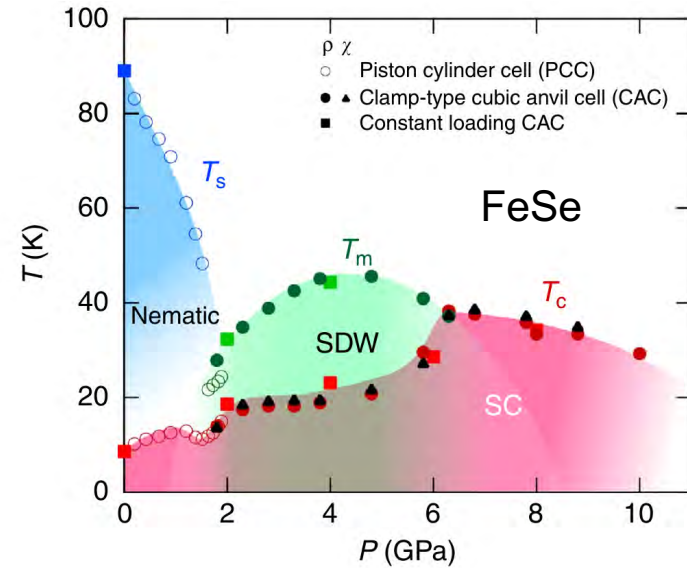 100
80
60
40
20
0
T (K)
0
2
4
6
8
10
P (GPa)
ρ χ
Piston cylinder cell (PCC)
Clamp-type cubic anvil cell (CAC)
Constant loading CAC
Ts
FeSe
Tm
Tc
Nematic
SDW
SC